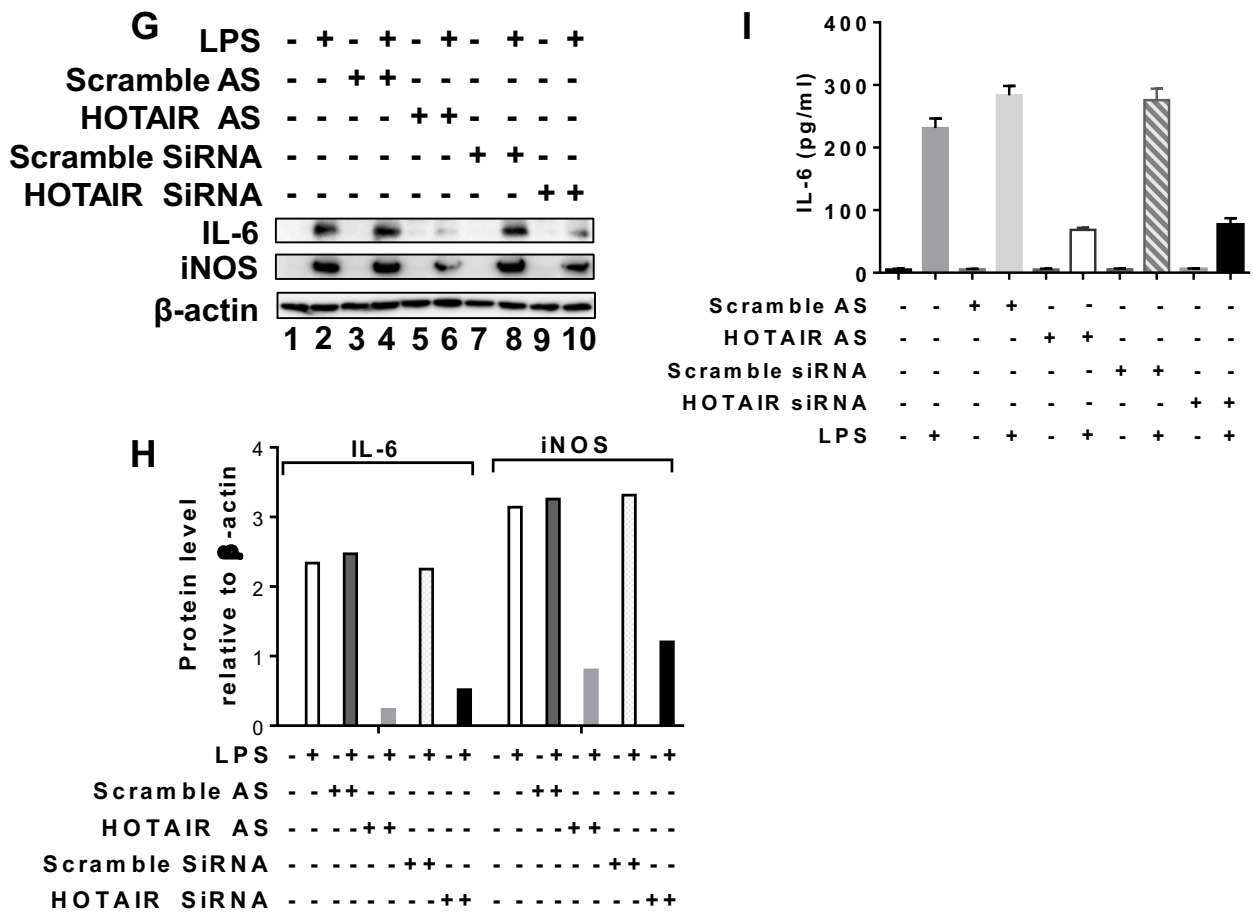 G
LPS - + - + - + - + - +
Scramble AS - - + + - - - - - -
HOTAIR AS - - - - + + - - - -
Scramble SiRNA - - - - - - + + - -
HOTAIR SiRNA - - - - - - - - + +
IL-6
iNOS
β-actin
1 2 3 4 5 6 7 8 9 10
I
400
300
200
100
0
IL-6 (pg/ml)
Scramble AS - - + + - - - - - -
HOTAIR AS - - - - + + - - - -
Scramble siRNA - - - - - - + + - -
HOTAIR siRNA - - - - - - - - + +
LPS - + - + - + - + - +
H
IL-6 iNOS
4
3
2
1
0
Protein level
relative to β-actin
LPS - + - + - + - + - + - + - + - + - + - +
Scramble AS - - + + - - - - - - - - + + - - - - - -
HOTAIR AS - - - - + + - - - - - - - - + + - - - -
Scramble SiRNA - - - - - - + + - - - - - - - - + + - -
HOTAIR SiRNA - - - - - - - - + + - - - - - - - - + +